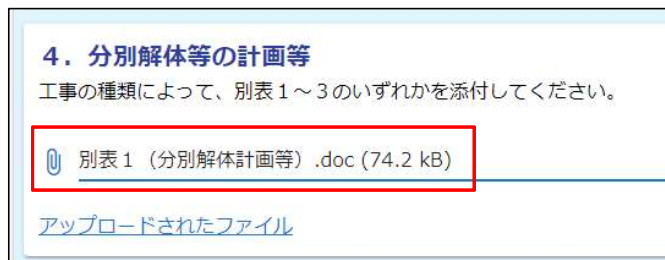 ４．分別解体等の計画等
工事の種類によって、別表１～３のいずれかを添付してください。
別表１（分別解体計画等）.doc (74.2 kB)
アップロードされたファイル